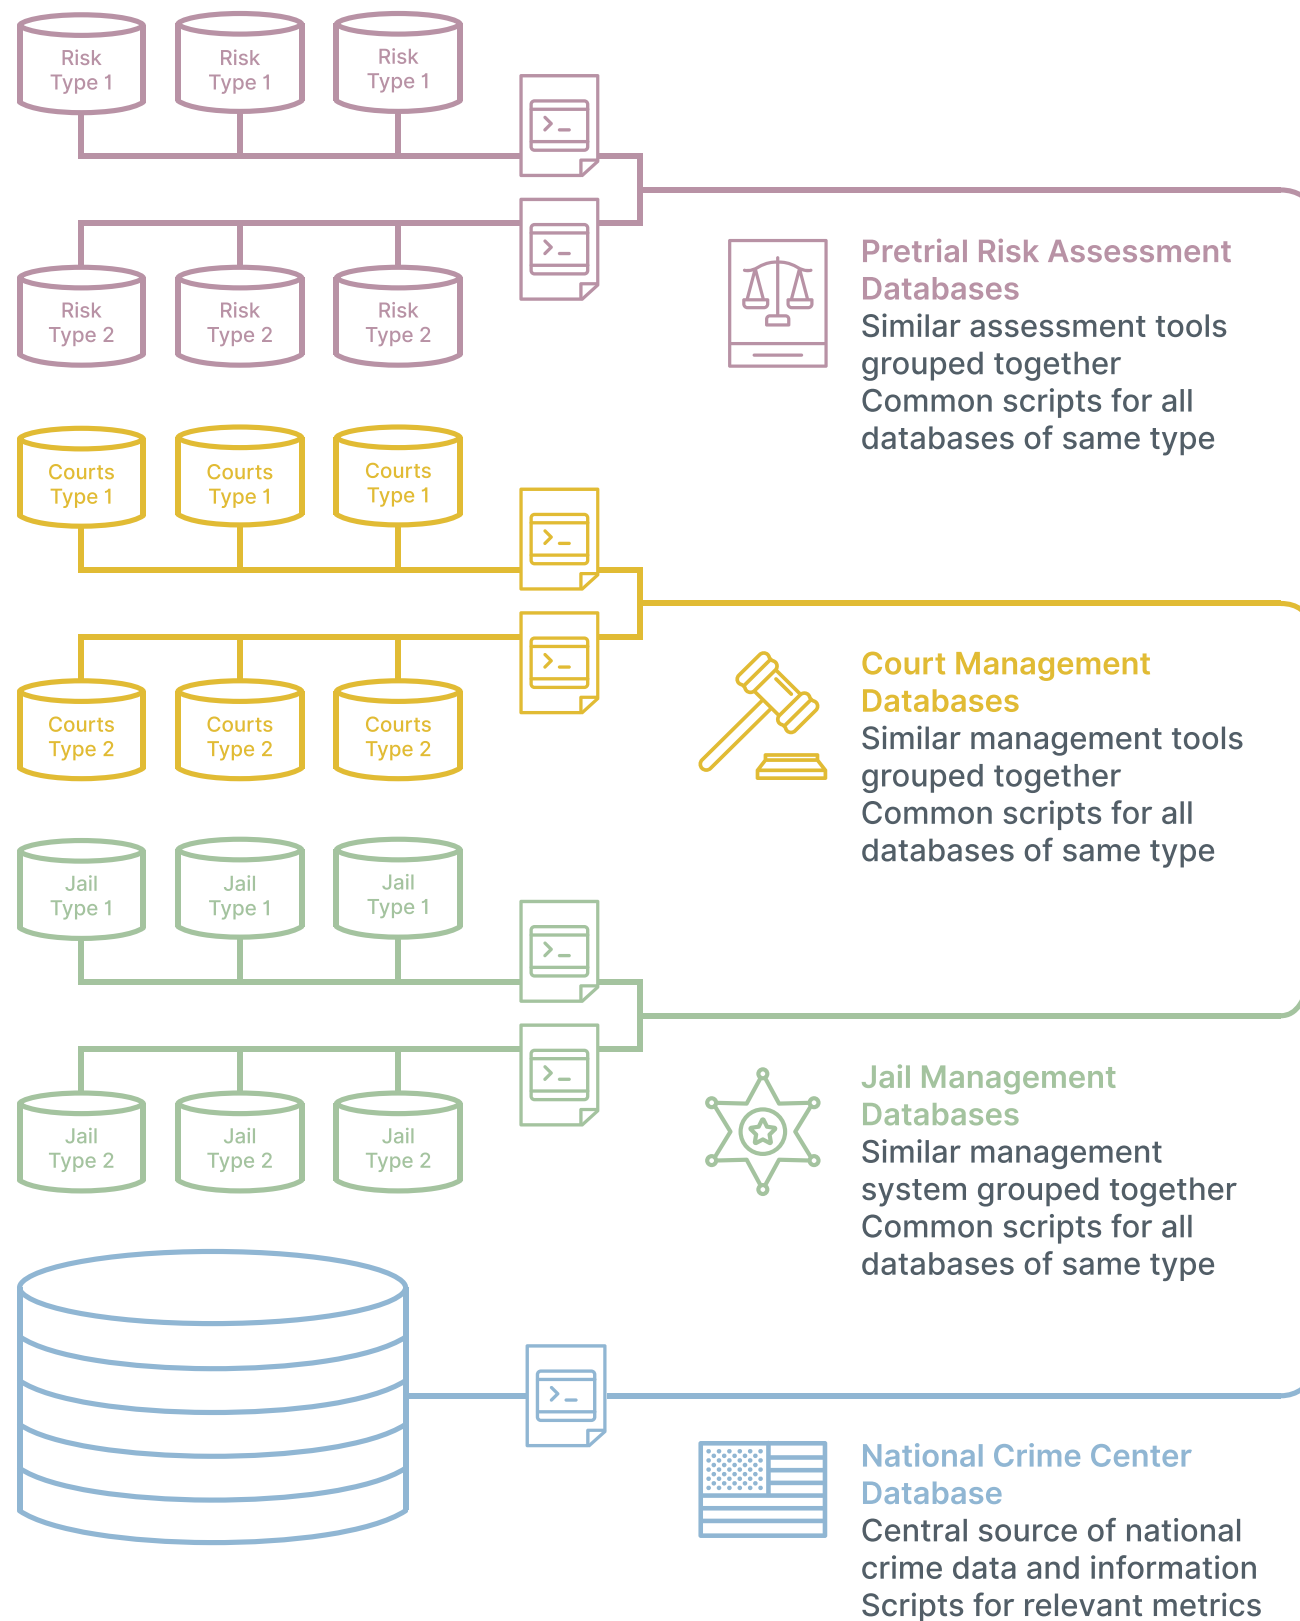 Risk
Type 1
Risk
Type 1
Risk
Type 1
>_
>_
Risk
Type 2
Risk
Type 2
Risk
Type 2
Pretrial Risk Assessment
Databases
Similar assessment tools
grouped together
Common scripts for all
databases of same type
Courts
Type 1
Courts
Type 1
Courts
Type 1
>_
>_
Courts
Type 2
Courts
Type 2
Courts
Type 2
Court Management
Databases
Similar management tools
grouped together
Common scripts for all
databases of same type
Jail
Type 1
Jail
Type 1
Jail
Type 1
>_
>_
Jail
Type 2
Jail
Type 2
Jail
Type 2
Jail Management
Databases
Similar management
system grouped together
Common scripts for all
databases of same type
>_
National Crime Center
Database
Central source of national
crime data and information
Scripts for relevant metrics